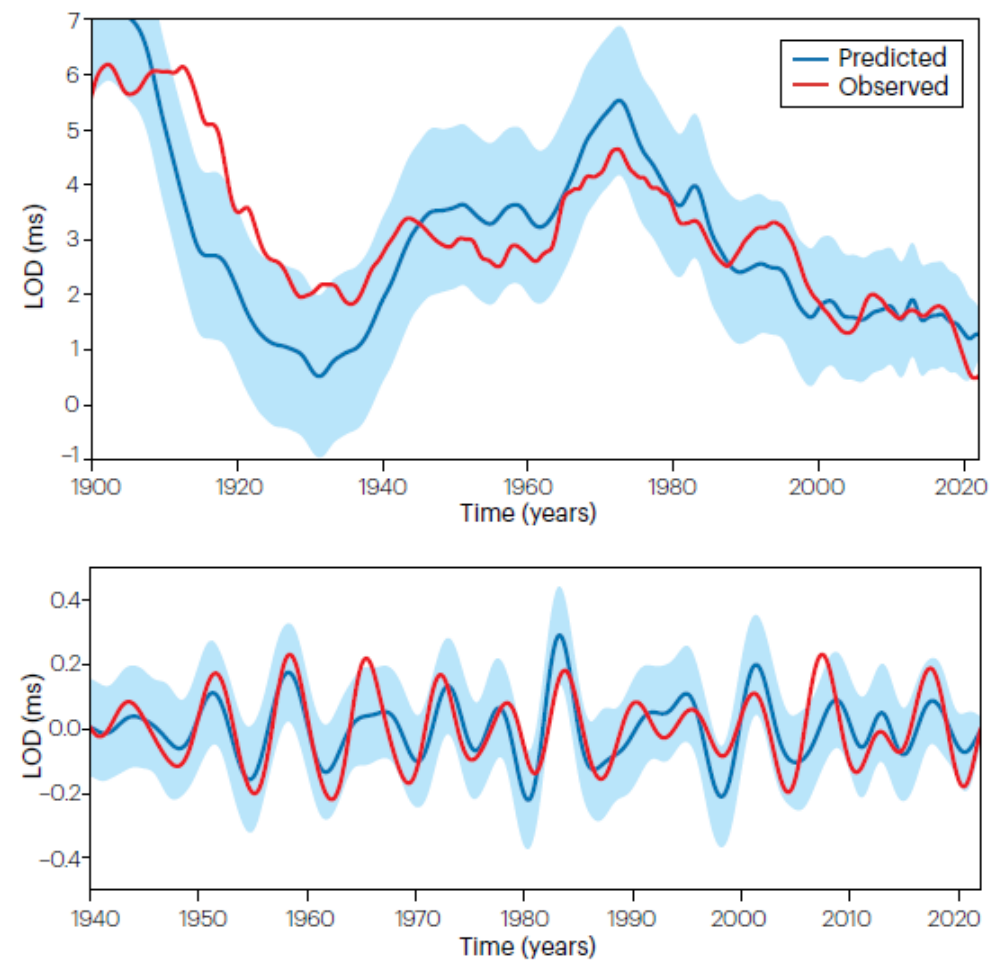 7
6
5
4
3
2
1
0
–1
LOD (ms)
Predicted
Observed
1900 1920 1940 1960 1980 2000 2020
Time (years)
0.4
0.2
0.0
–0.2
–0.4
LOD (ms)
1940 1950 1960 1970 1980 1990 2000 2010 2020
Time (years)